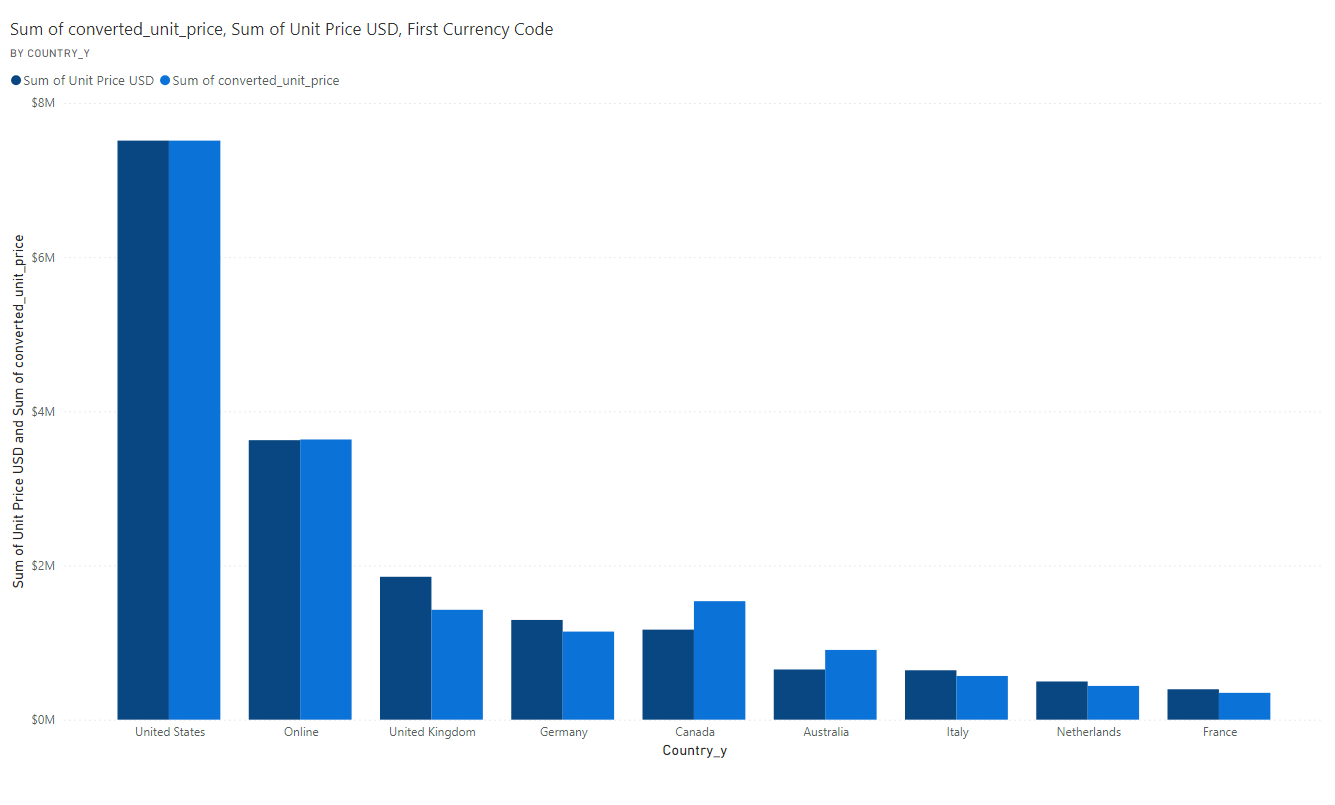 Sum of converted_unit_price, Sum of Unit Price USD, First Currency Code
BY COUNTRY_Y
Sum of Unit Price USD Sum of converted_unit_price
$8M
$6M
$4M
$2M
$0M
Sum of Unit Price USD and Sum of converted_unit_price
United States Online United Kingdom Germany Canada Australia Italy Netherlands France
Country_y